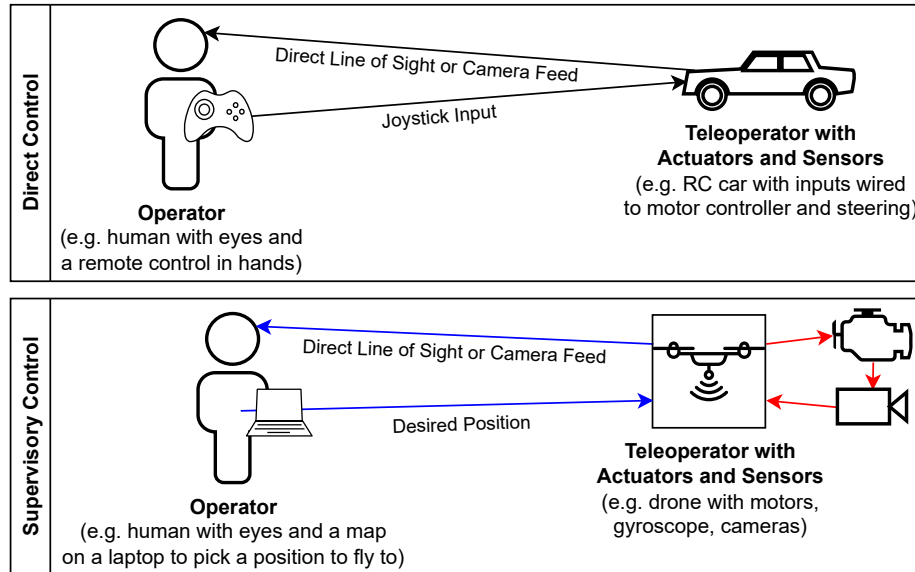 Direct Control
Direct Line of Sight or Camera Feed
Joystick Input
Operator
(e.g. human with eyes and
a remote control in hands)
Teleoperator with
Actuators and Sensors
(e.g. RC car with inputs wired
to motor controller and steering)
Supervisory Control
Direct Line of Sight or Camera Feed
Desired Position
Operator
(e.g. human with eyes and a map
on a laptop to pick a position to fly to)
Teleoperator with
Actuators and Sensors
(e.g. drone with motors,
gyroscope, cameras)